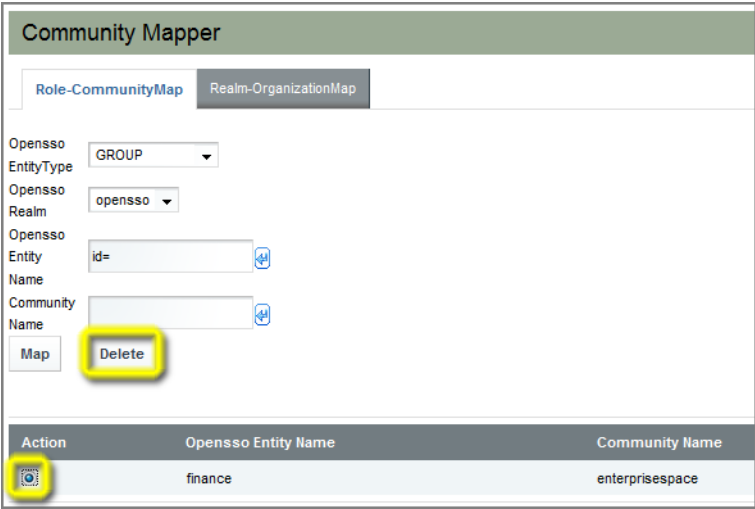 Community Mapper
Role-CommunityMap Realm-OrganizationMap
Opensso
EntityType
GROUP
Opensso
Realm
opensso
Opensso
Entity
Name
id=
Community
Name
Map Delete
Action Opensso Entity Name Community Name
finance enterprisespace